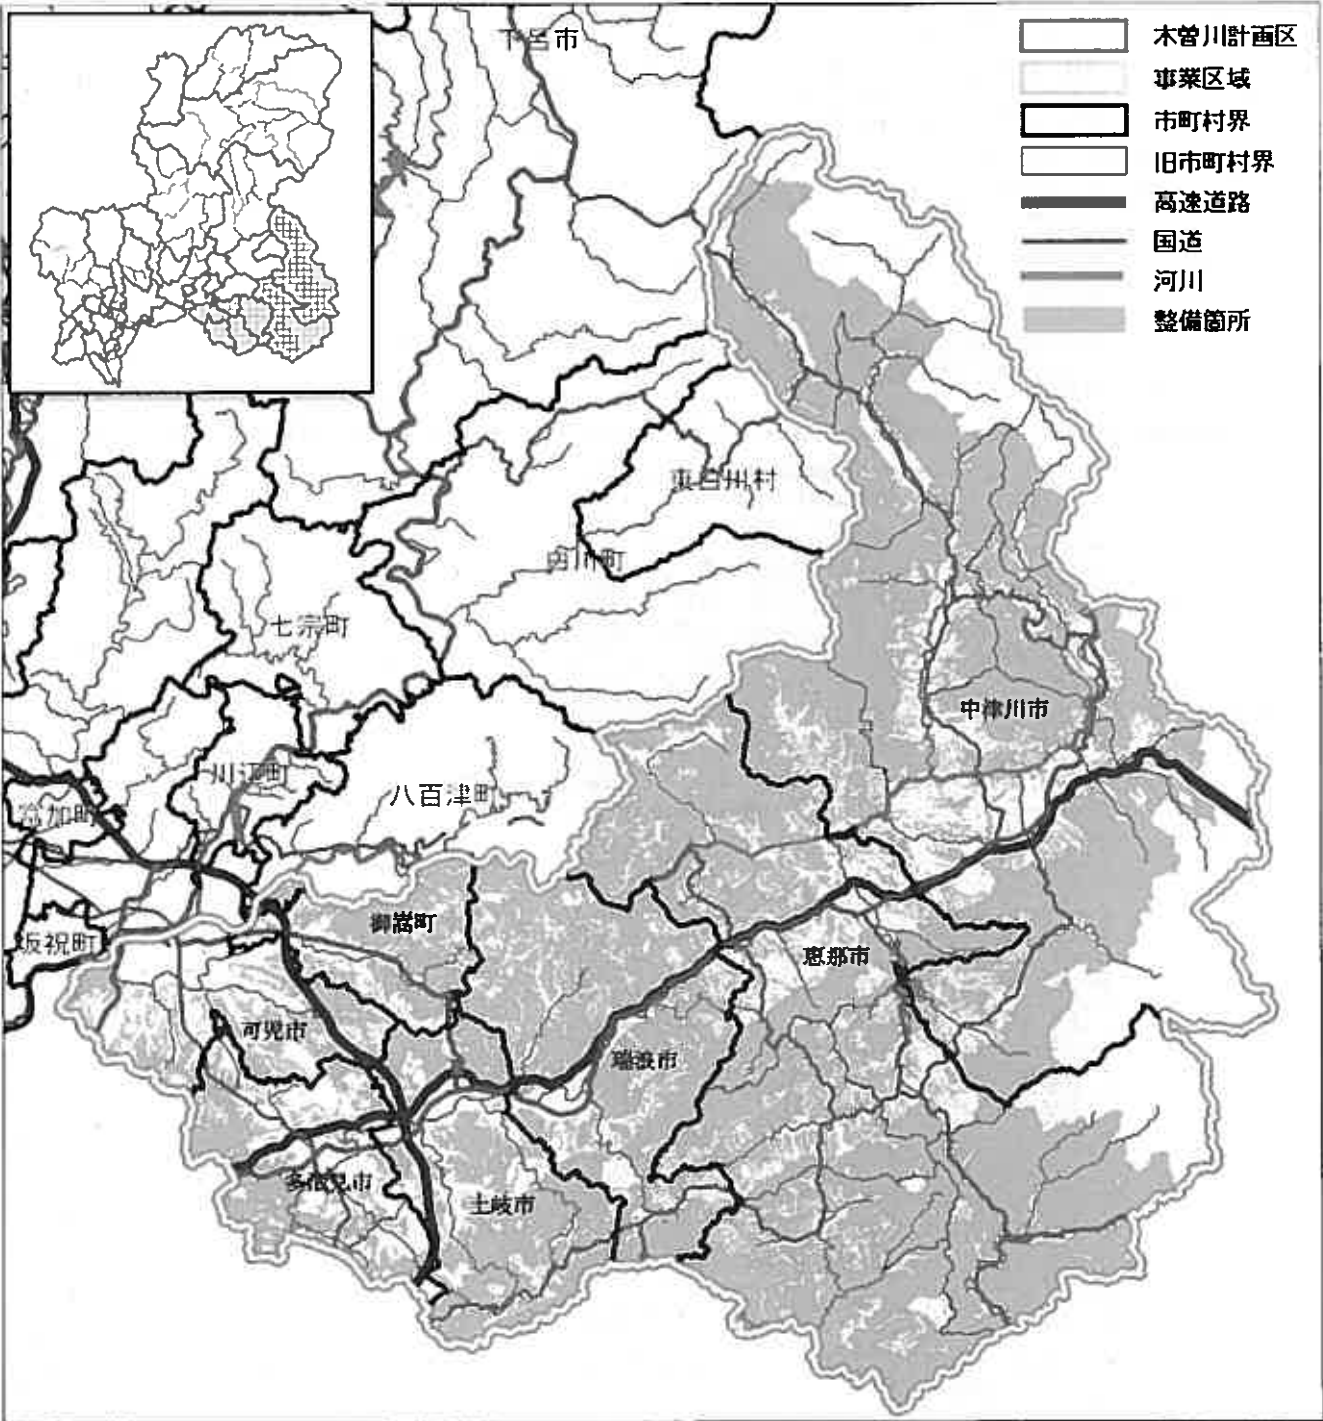 下呂市
木曽川計画区
事業区域
市町村界
旧市町村界
高速道路
国道
河川
整備箇所
東白川村
白川町
七宗町
中津川市
川辺町
八百津町
富加町
御嵩町
坂祝町
恵那市
可児市
瑞浪市
多治見市
土岐市